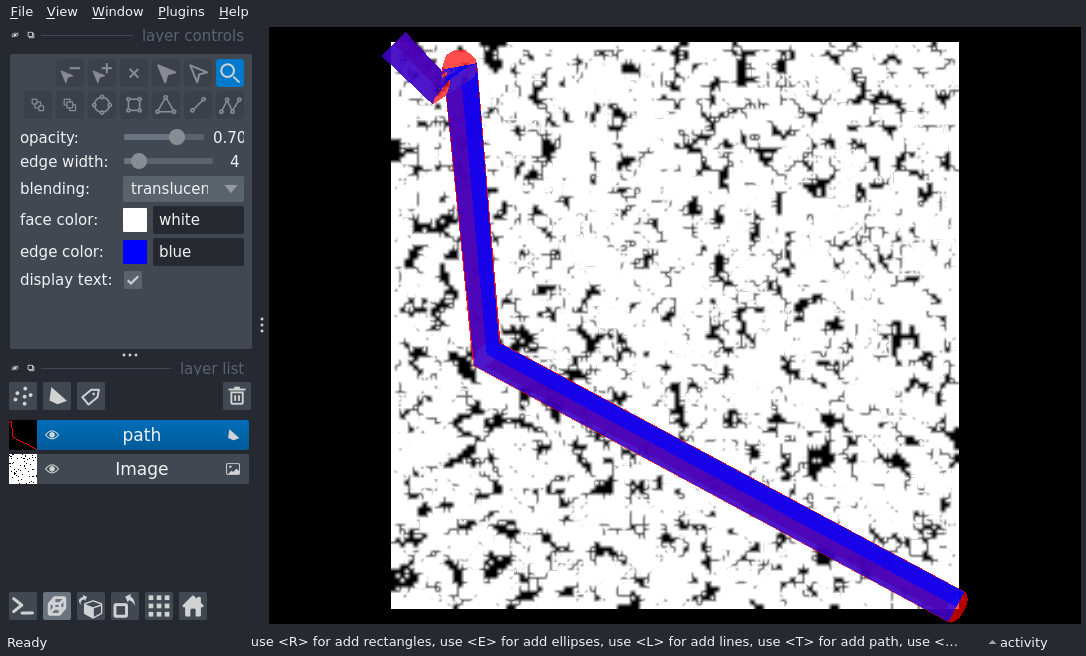 File View Window Plugins Help
layer controls
opacity: 0.70
edge width: 4
blending: translucen
face color: white
edge color: blue
display text:
layer list
path
Image
Ready use <R> for add rectangles, use <E> for add ellipses, use <L> for add lines, use <T> for add path, use <... activity